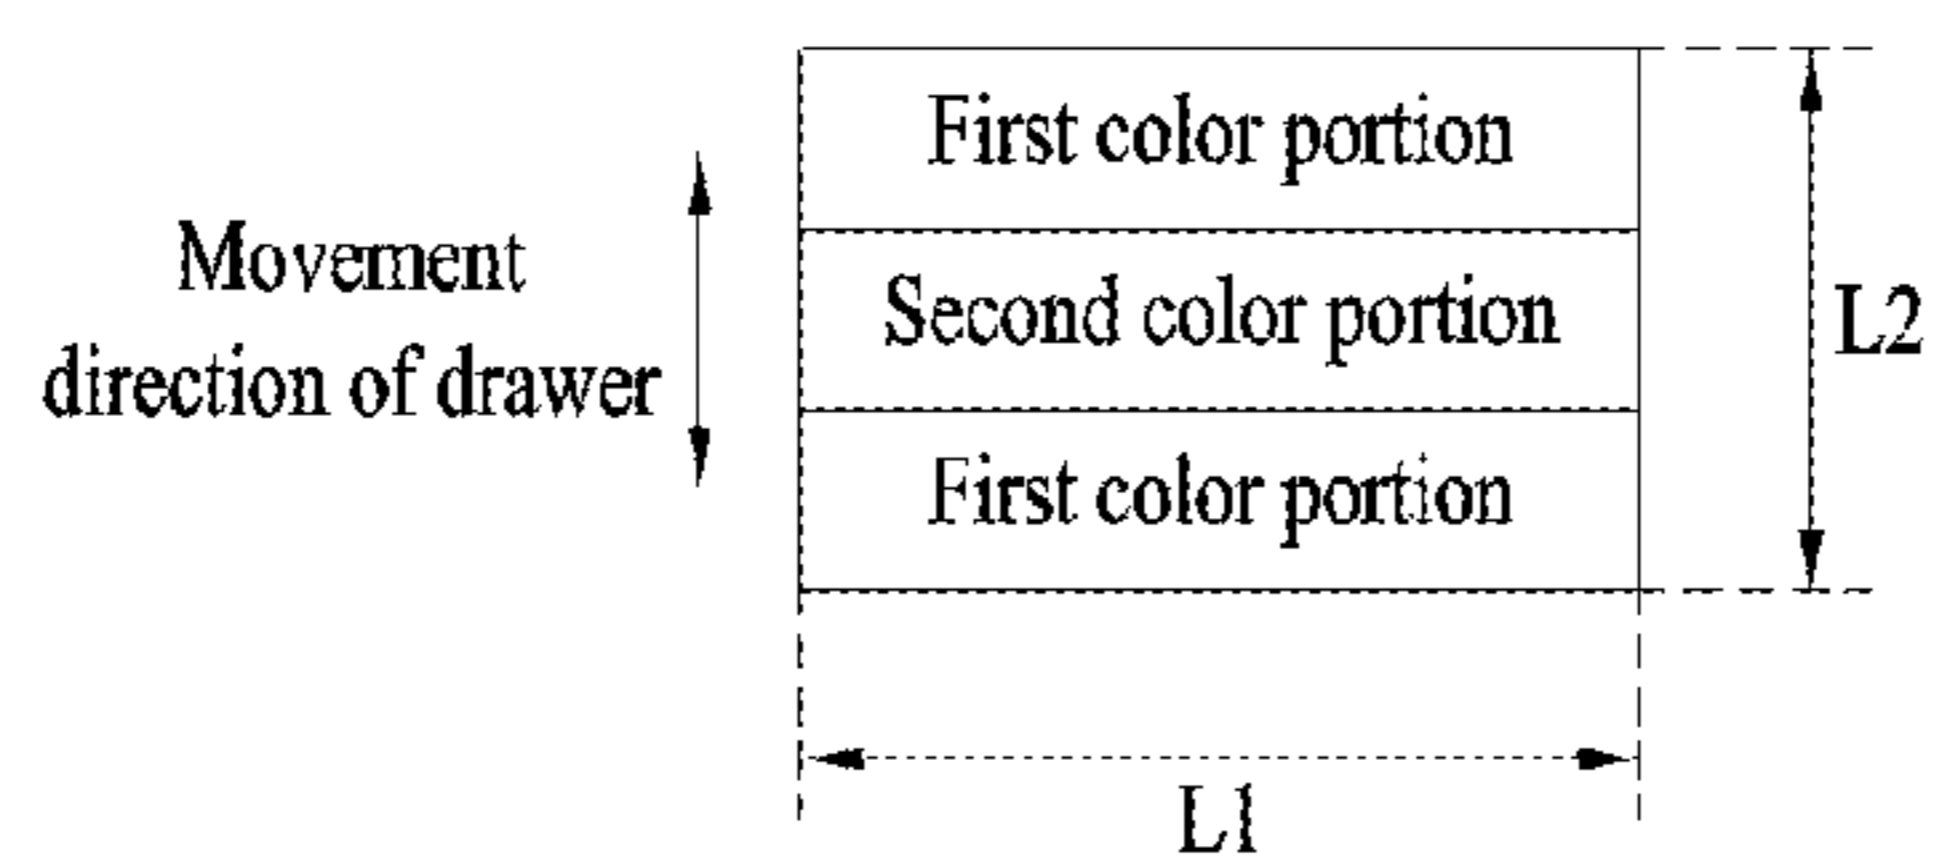 First color portion
Movement
direction of drawer
Second color portion
L2
First color portion
L1